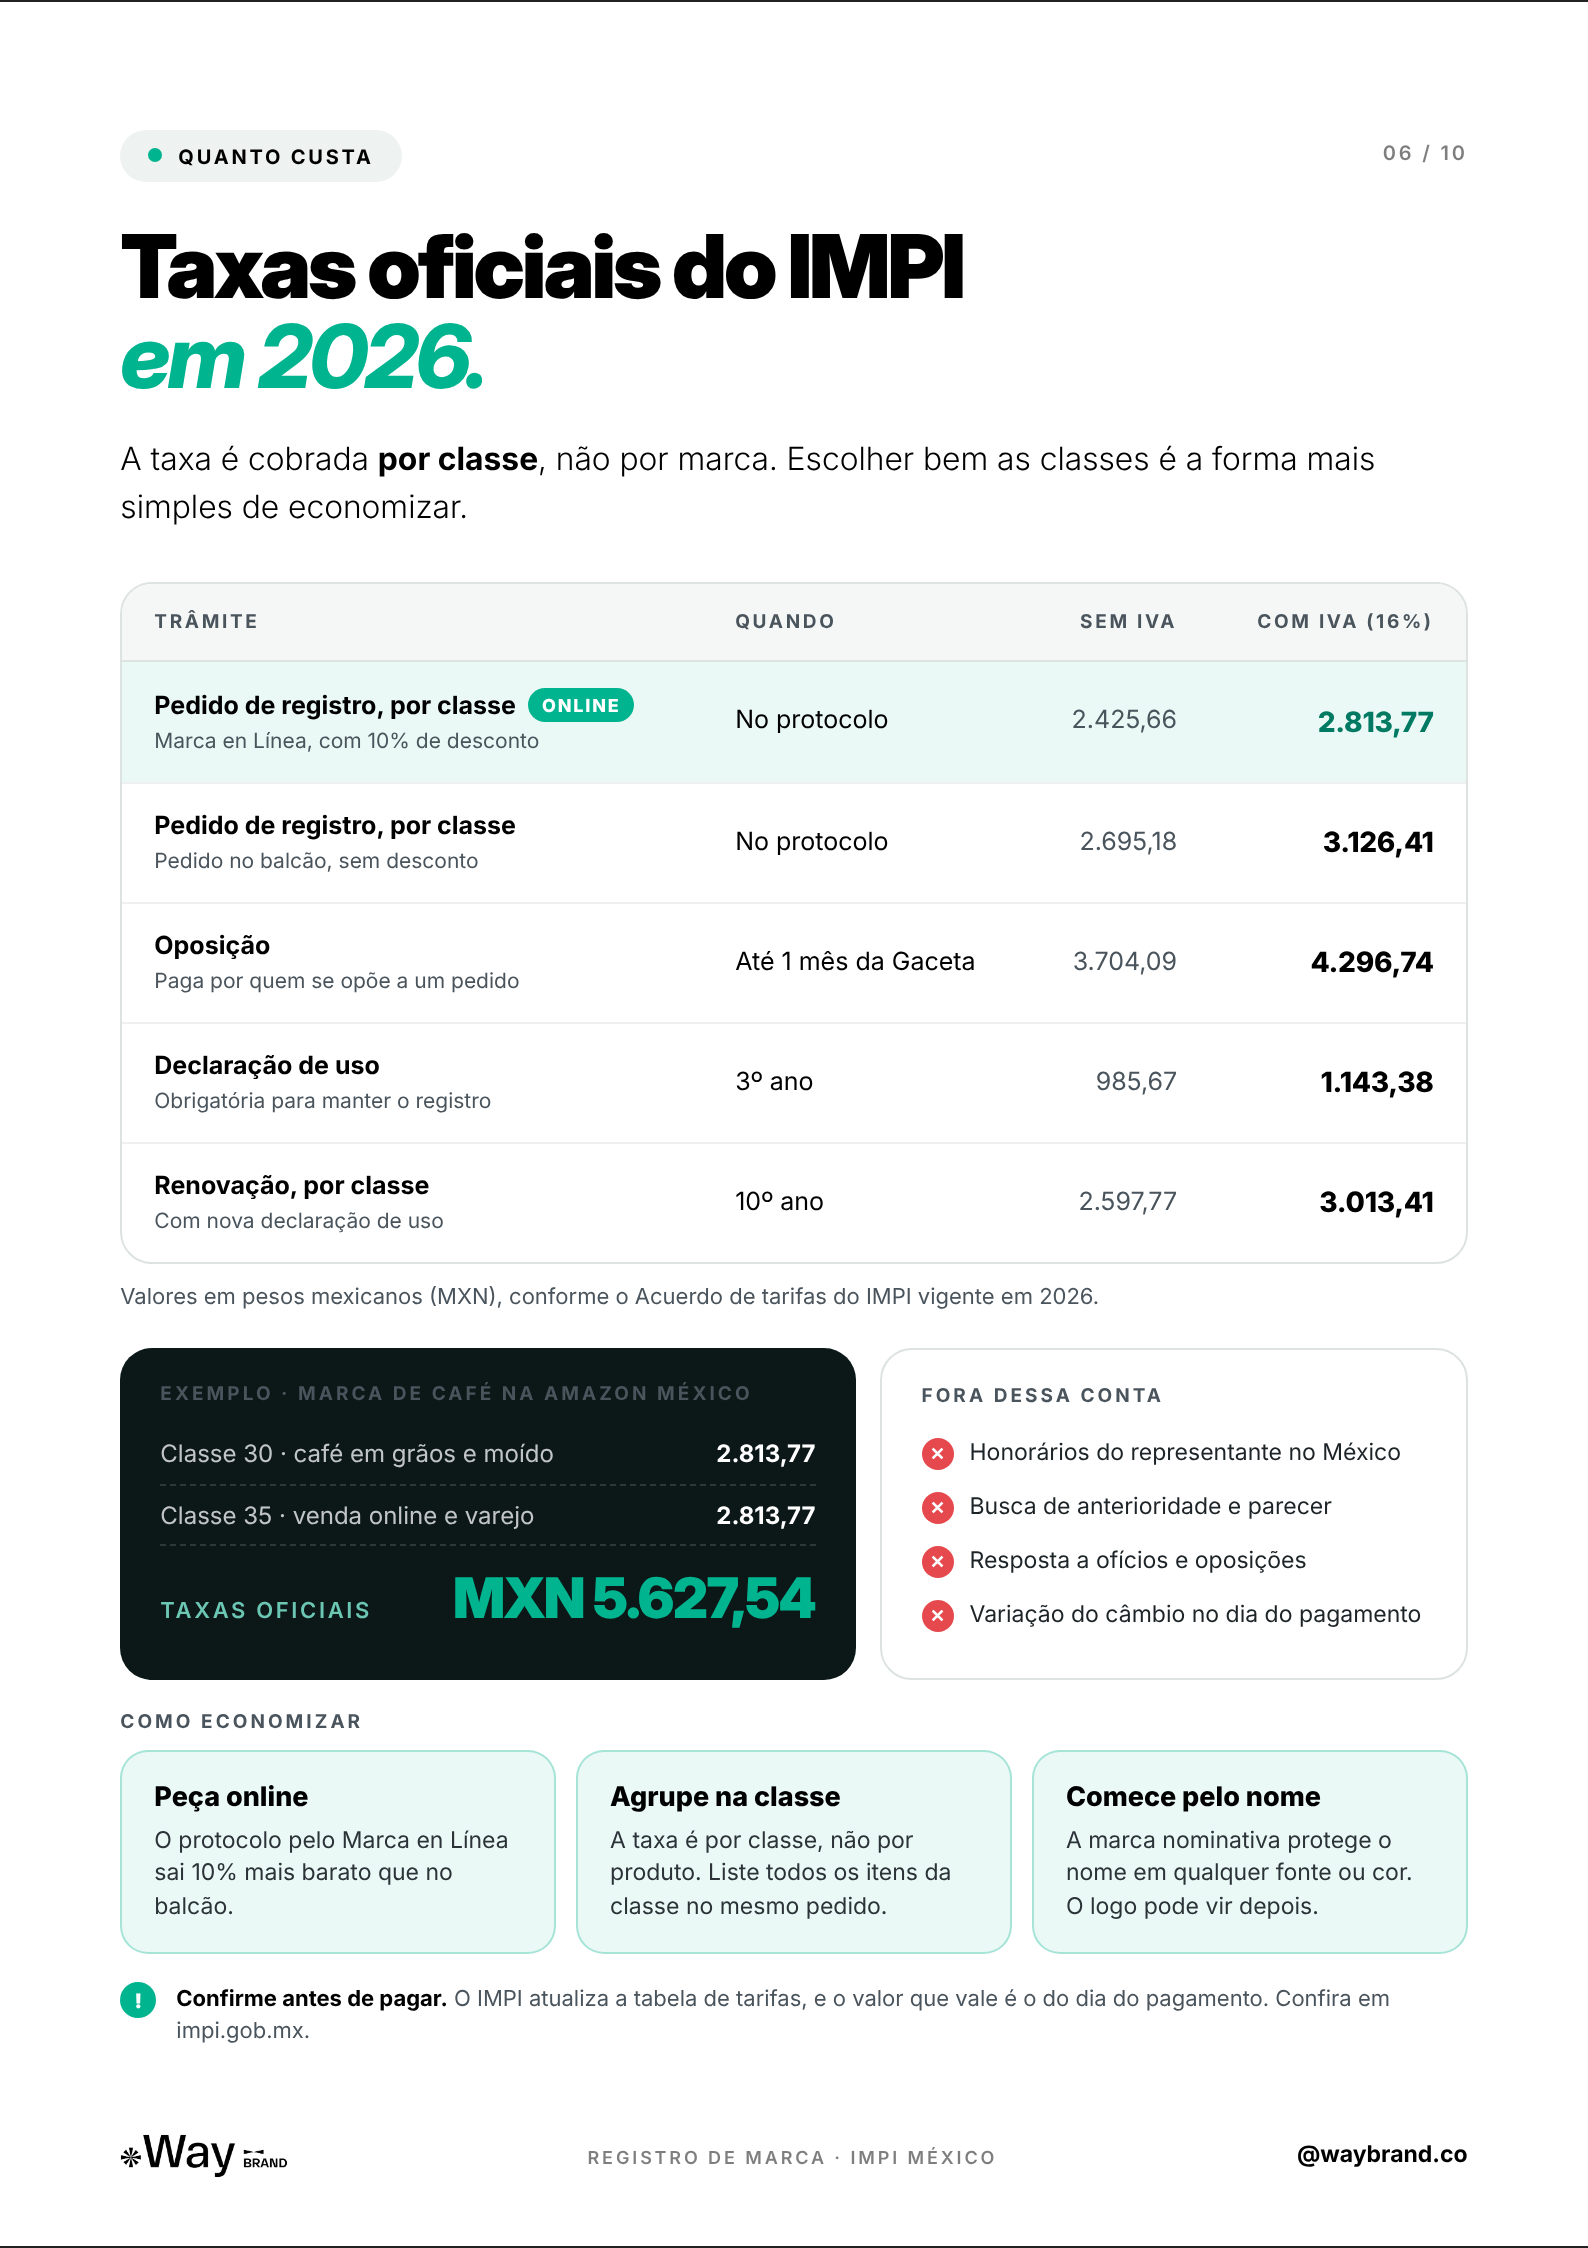 QUANTO CUSTA
06 / 10
Taxas oficiais do IMPI
em 2026.
A taxa é cobrada por classe, não por marca. Escolher bem as classes é a forma mais
simples de economizar.
TRÂMITE QUANDO SEM IVA COM IVA (16%)
Pedido de registro, por classe ONLINE
Marca en Línea, com 10% de desconto
No protocolo 2.425,66 2.813,77
Pedido de registro, por classe
Pedido no balcão, sem desconto
No protocolo 2.695,18 3.126,41
Oposição
Paga por quem se opõe a um pedido
Até 1 mês da Gaceta 3.704,09 4.296,74
Declaração de uso
Obrigatória para manter o registro
3º ano 985,67 1.143,38
Renovação, por classe
Com nova declaração de uso
10º ano 2.597,77 3.013,41
Valores em pesos mexicanos (MXN), conforme o Acuerdo de tarifas do IMPI vigente em 2026.
EXEMPLO · MARCA DE CAFÉ NA AMAZON MÉXICO
Classe 30 · café em grãos e moído 2.813,77
Classe 35 · venda online e varejo 2.813,77
TAXAS OFICIAIS MXN 5.627,54
FORA DESSA CONTA
Honorários do representante no México
Busca de anterioridade e parecer
Resposta a ofícios e oposições
Variação do câmbio no dia do pagamento
COMO ECONOMIZAR
Peça online
O protocolo pelo Marca en Línea
sai 10% mais barato que no
balcão.
Agrupe na classe
A taxa é por classe, não por
produto. Liste todos os itens da
classe no mesmo pedido.
Comece pelo nome
A marca nominativa protege o
nome em qualquer fonte ou cor.
O logo pode vir depois.
Confirme antes de pagar. O IMPI atualiza a tabela de tarifas, e o valor que vale é o do dia do pagamento. Confira em
impi.gob.mx.
Way BRAND
REGISTRO DE MARCA · IMPI MÉXICO
@waybrand.co